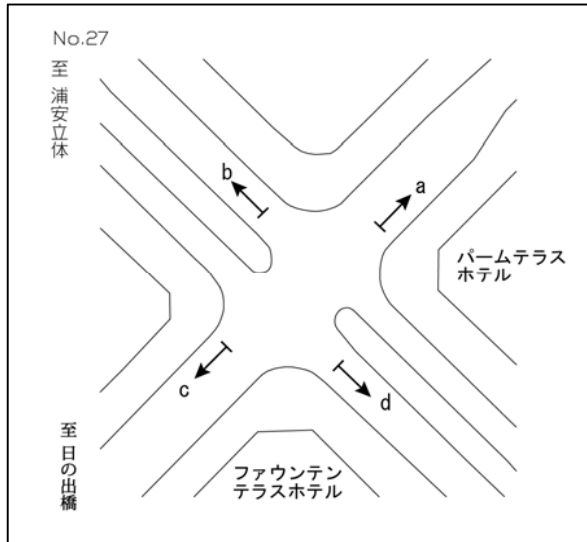 No.27
至 浦安立体
b
a
パームテラス
ホテル
c
d
至 日の出橋
ファウンテン
テラスホテル